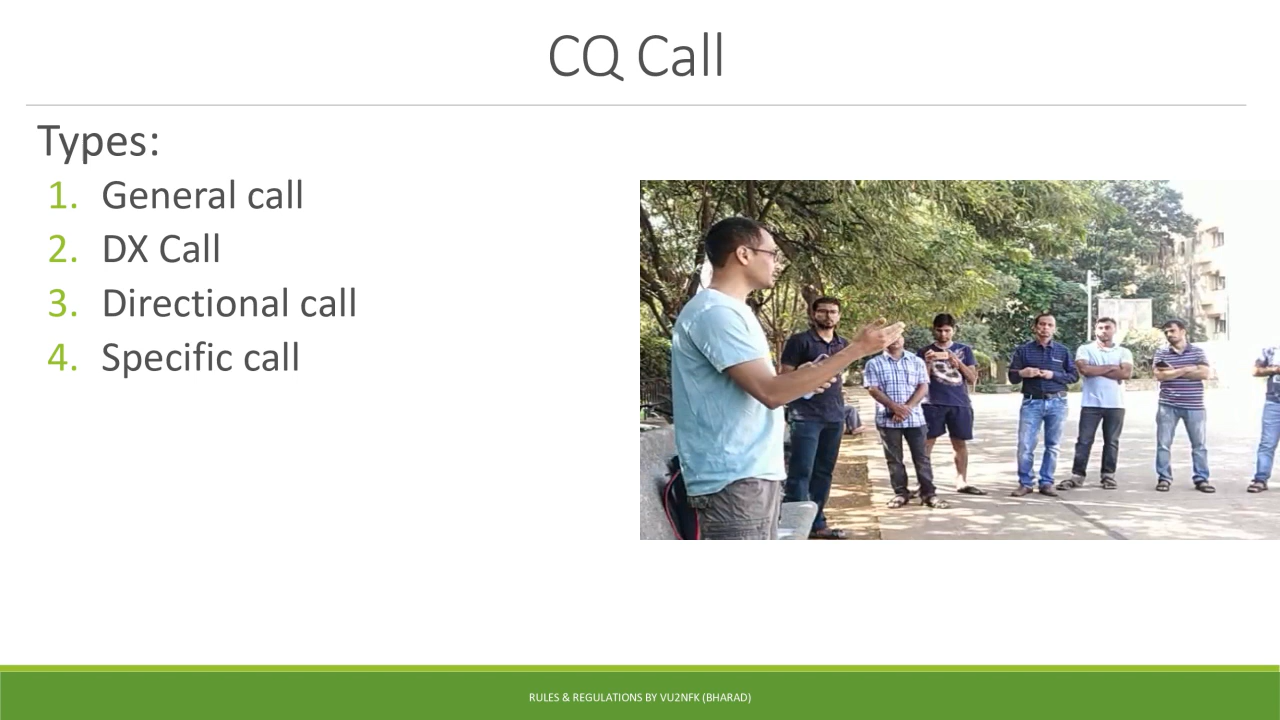 CQ Call
Types:
1. General call
2. DX Call
3. Directional call
4. Specific call
RULES & REGULATIONS BY VU2NFK (BHARAD)